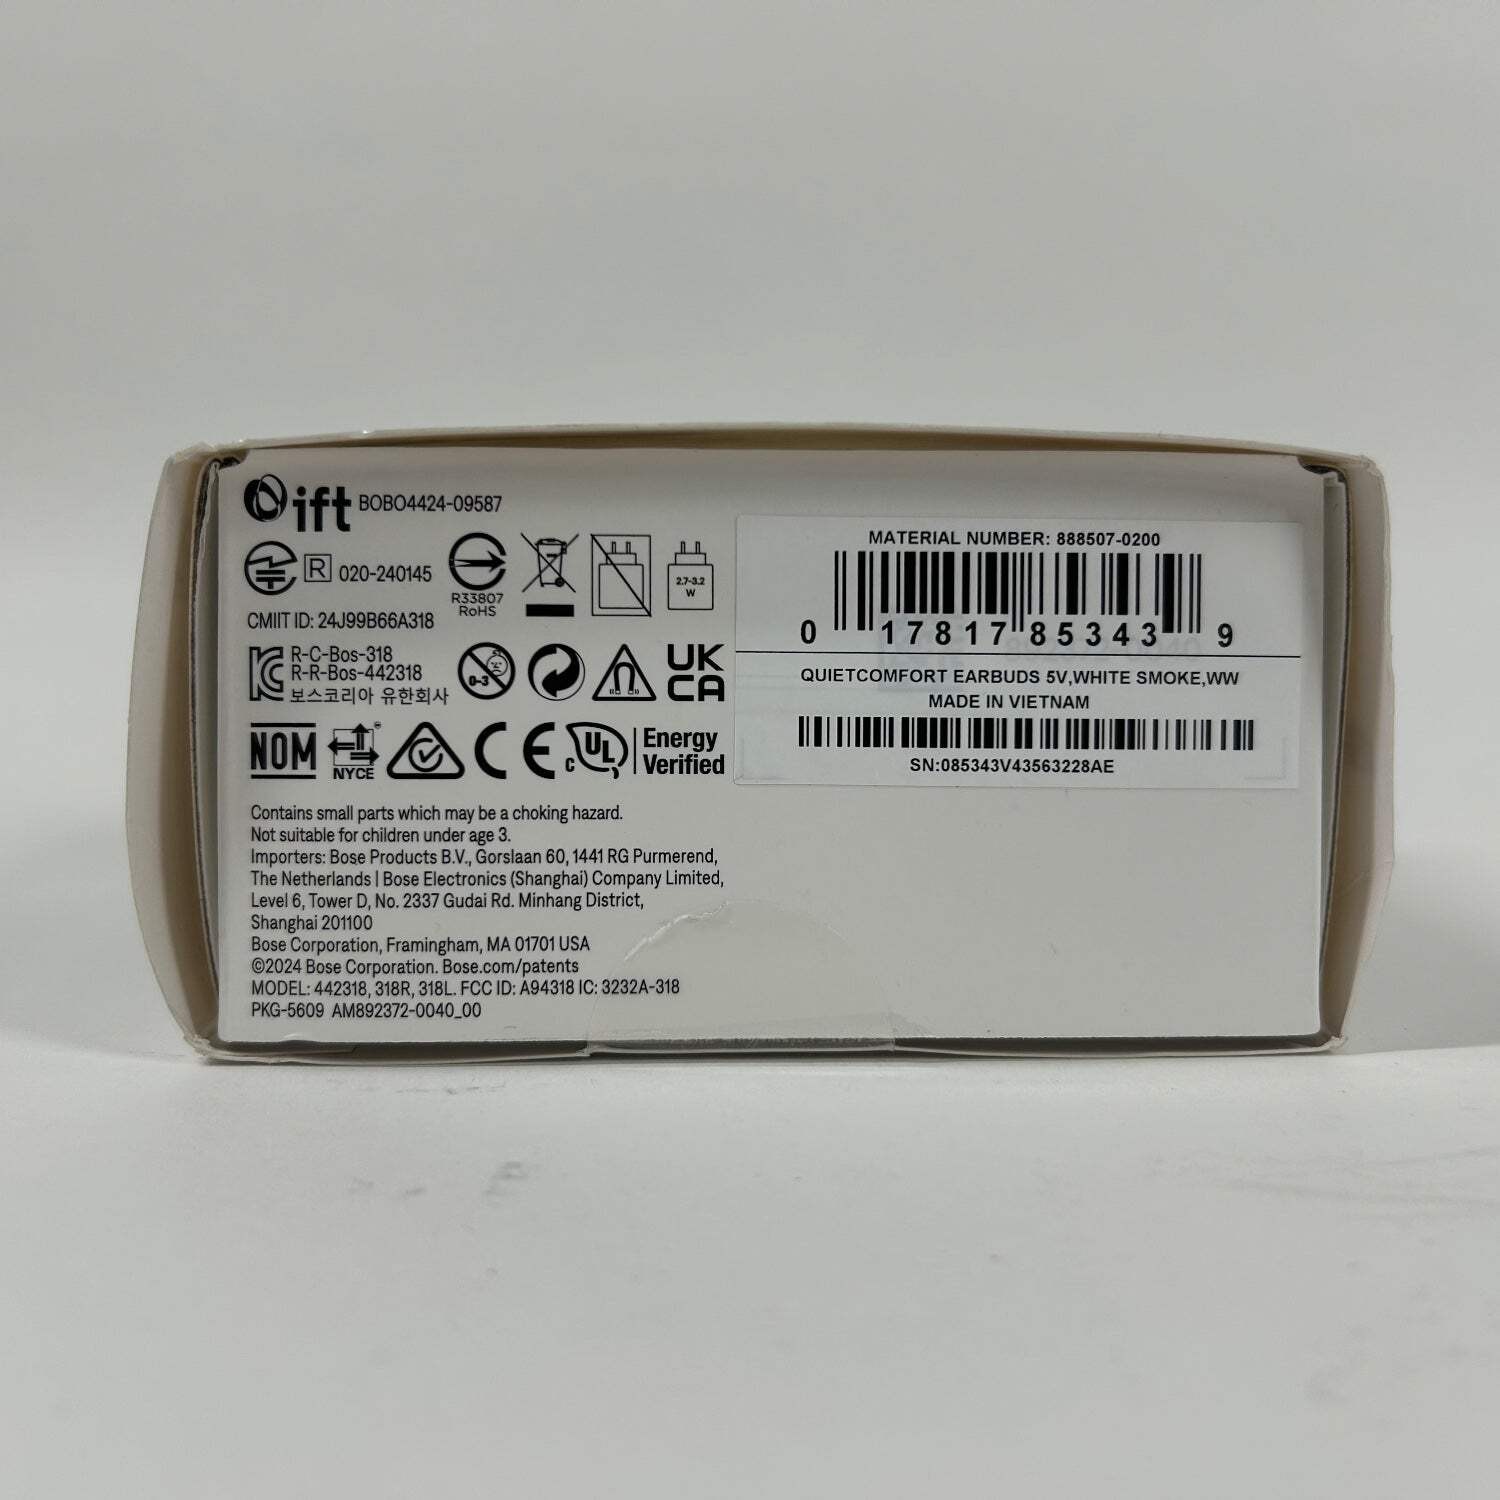 ift BOBO4424-09587
R 020-240145
R33807
RoHS
2.7-3.2
W
CMIIT ID: 24J99B66A318
R-C-Bos-318
R-R-Bos-442318
보스코리아 유한회사
0-3
UK
CA
NOM
NYCE
CE
c UL Energy
Verified
Contains small parts which may be a choking hazard.
Not suitable for children under age 3.
Importers: Bose Products B.V., Gorslaan 60, 1441 RG Purmerend,
The Netherlands | Bose Electronics (Shanghai) Company Limited,
Level 6, Tower D, No. 2337 Gudai Rd. Minhang District,
Shanghai 201100
Bose Corporation, Framingham, MA 01701 USA
©2024 Bose Corporation. Bose.com/patents
MODEL: 442318, 318R, 318L. FCC ID: A94318 IC: 3232A-318
PKG-5609 AM892372-0040_00
MATERIAL NUMBER: 888507-0200
0 17817 85343 9
QUIETCOMFORT EARBUDS 5V,WHITE SMOKE,WW
MADE IN VIETNAM
SN:085343V43563228AE